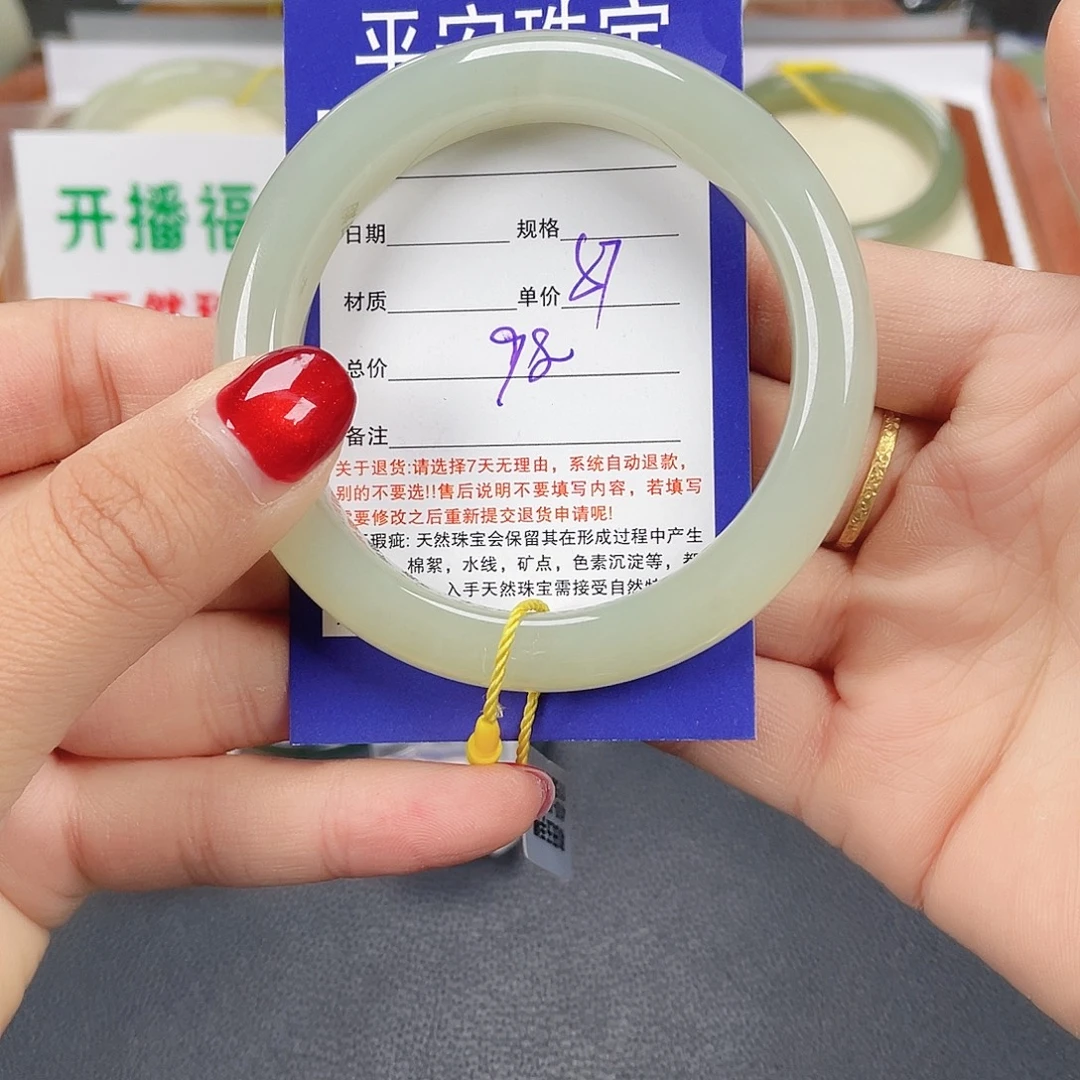 平安珠宝
开播福
天然
日期 规格
材质 单价
总价 98
备注
关于退货:请选择7天无理由，系统自动退款，
别的不要选!!售后说明不要填写内容，若填写
要修改之后重新提交退货申请呢!
瑕疵: 天然珠宝会保留其在形成过程中产生
棉絮，水线，矿点，色素沉淀等，
入手天然珠宝需接受自然